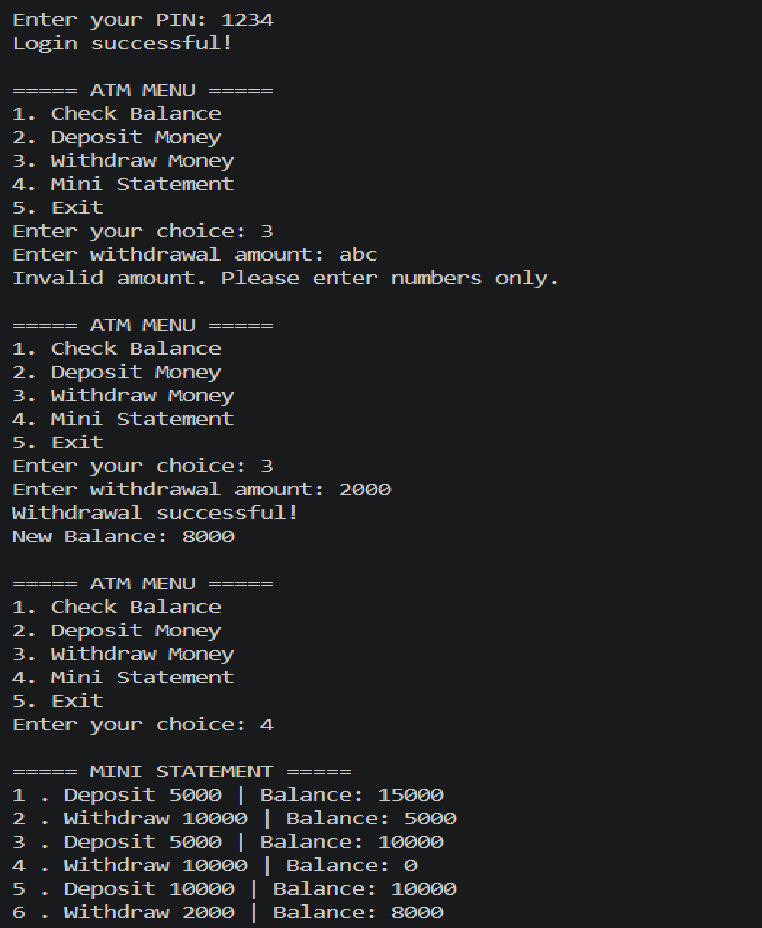 Enter your PIN: 1234
Login successful!
===== ATM MENU =====
1. Check Balance
2. Deposit Money
3. Withdraw Money
4. Mini Statement
5. Exit
Enter your choice: 3
Enter withdrawal amount: abc
Invalid amount. Please enter numbers only.
===== ATM MENU =====
1. Check Balance
2. Deposit Money
3. Withdraw Money
4. Mini Statement
5. Exit
Enter your choice: 3
Enter withdrawal amount: 2000
Withdrawal successful!
New Balance: 8000
===== ATM MENU =====
1. Check Balance
2. Deposit Money
3. Withdraw Money
4. Mini Statement
5. Exit
Enter your choice: 4
===== MINI STATEMENT =====
1 . Deposit 5000 | Balance: 15000
2 . Withdraw 10000 | Balance: 5000
3 . Deposit 5000 | Balance: 10000
4 . Withdraw 10000 | Balance: 0
5 . Deposit 10000 | Balance: 10000
6 . Withdraw 2000 | Balance: 8000